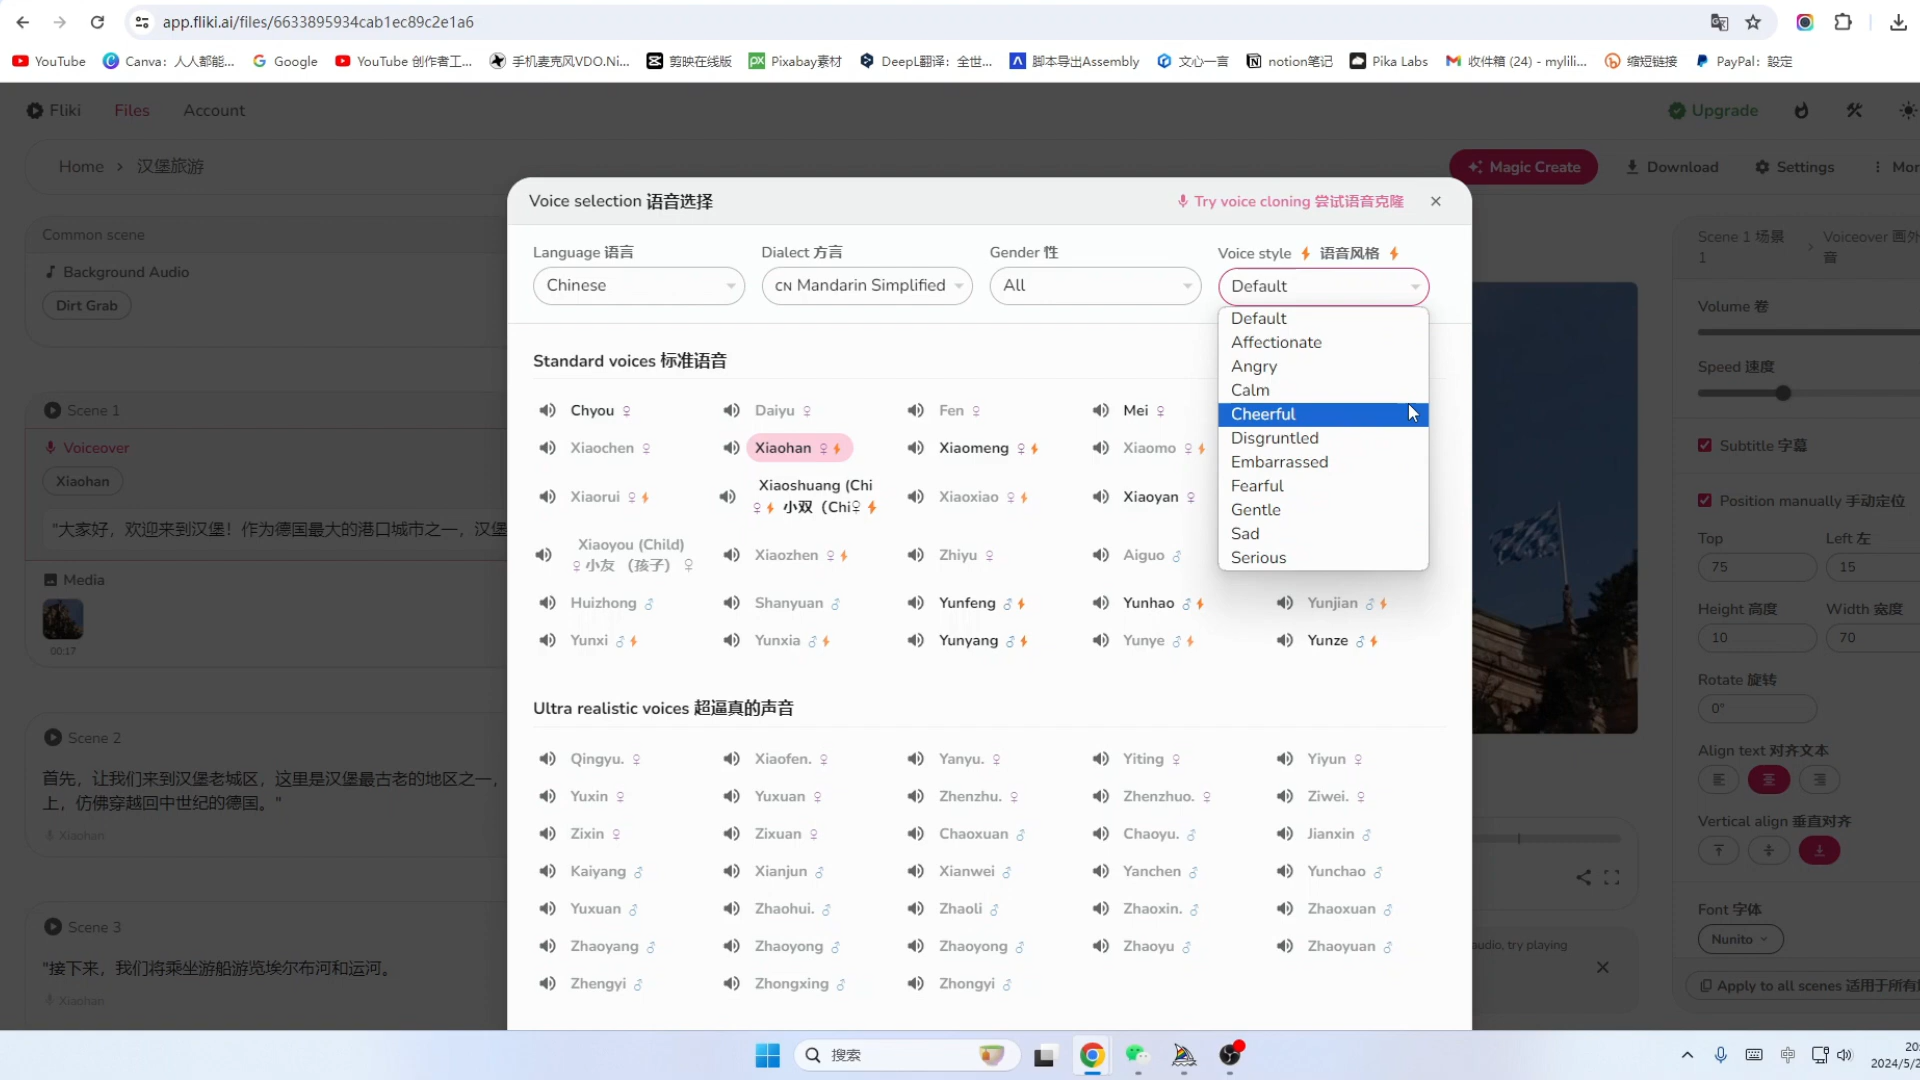 app.fliki.ai/files/6633895934cab1ec89c2e1a6
YouTube
Canva：人人都能...
Google
YouTube 创作者工...
手机麦克风VDO.Ni...
剪映在线版
Pixabay素材
DeepL翻译：全世...
脚本导出Assembly
文心一言
notion笔记
Pika Labs
收件箱 (24) - mylili...
缩短链接
PayPal：設定
Fliki
Files
Account
Upgrade
Home › 汉堡旅游
Magic Create
Download
Settings
Mor
Common scene
Background Audio
Dirt Grab
Scene 1
Voiceover
Xiaohan
"大家好，欢迎来到汉堡！作为德国最大的港口城市之一，汉堡
Media
00:17
Scene 2
首先，让我们来到汉堡老城区，这里是汉堡最古老的地区之一，
上，仿佛穿越回中世纪的德国。"
Xiaohan
Scene 3
"接下来，我们将乘坐游船游览埃尔布河和运河。
Xiaohan
Voice selection 语音选择
Try voice cloning 尝试语音克隆
Language 语言
Dialect 方言
Gender 性
Voice style 语音风格
Chinese
CN Mandarin Simplified
All
Default
Default
Affectionate
Angry
Calm
Cheerful
Disgruntled
Embarrassed
Fearful
Gentle
Sad
Serious
Standard voices 标准语音
Chyou ♀ Daiyu ♀ Fen ♀ Mei ♀
Xiaochen ♀ Xiaohan ♀ Xiaomeng ♀ Xiaomo ♀
Xiaorui ♀ Xiaoshuang (Chi ♀ 小双（Chi♀ Xiaoxiao ♀ Xiaoyan ♀
Xiaoyou (Child) ♀ 小友 （孩子） ♀ Xiaozhen ♀ Zhiyu ♀ Aiguo ♂
Huizhong ♂ Shanyuan ♂ Yunfeng ♂ Yunhao ♂ Yunjian ♂
Yunxi ♂ Yunxia ♂ Yunyang ♂ Yunye ♂ Yunze ♂
Ultra realistic voices 超逼真的声音
Qingyu. ♀ Xiaofen. ♀ Yanyu. ♀ Yiting ♀ Yiyun ♀
Yuxin ♀ Yuxuan ♀ Zhenzhu. ♀ Zhenzhuo. ♀ Ziwei. ♀
Zixin ♀ Zixuan ♀ Chaoxuan ♂ Chaoyu. ♂ Jianxin ♂
Kaiyang ♂ Xianjun ♂ Xianwei ♂ Yanchen ♂ Yunchao ♂
Yuxuan ♂ Zhaohui. ♂ Zhaoli ♂ Zhaoxin. ♂ Zhaoxuan ♂
Zhaoyang ♂ Zhaoyong ♂ Zhaoyong ♂ Zhaoyu ♂ Zhaoyuan ♂
Zhengyi ♂ Zhongxing ♂ Zhongyi ♂
Scene 1 场景 1 › Voiceover 画外音
Volume 卷
Speed 速度
Subtitle 字幕
Position manually 手动定位
Top
Left 左
75
15
Height 高度
Width 宽度
10
70
Rotate 旋转
0°
Align text 对齐文本
Vertical align 垂直对齐
Font 字体
Nunito
audio, try playing
Apply to all scenes 适用于所有
搜索
中
20:
2024/5/2